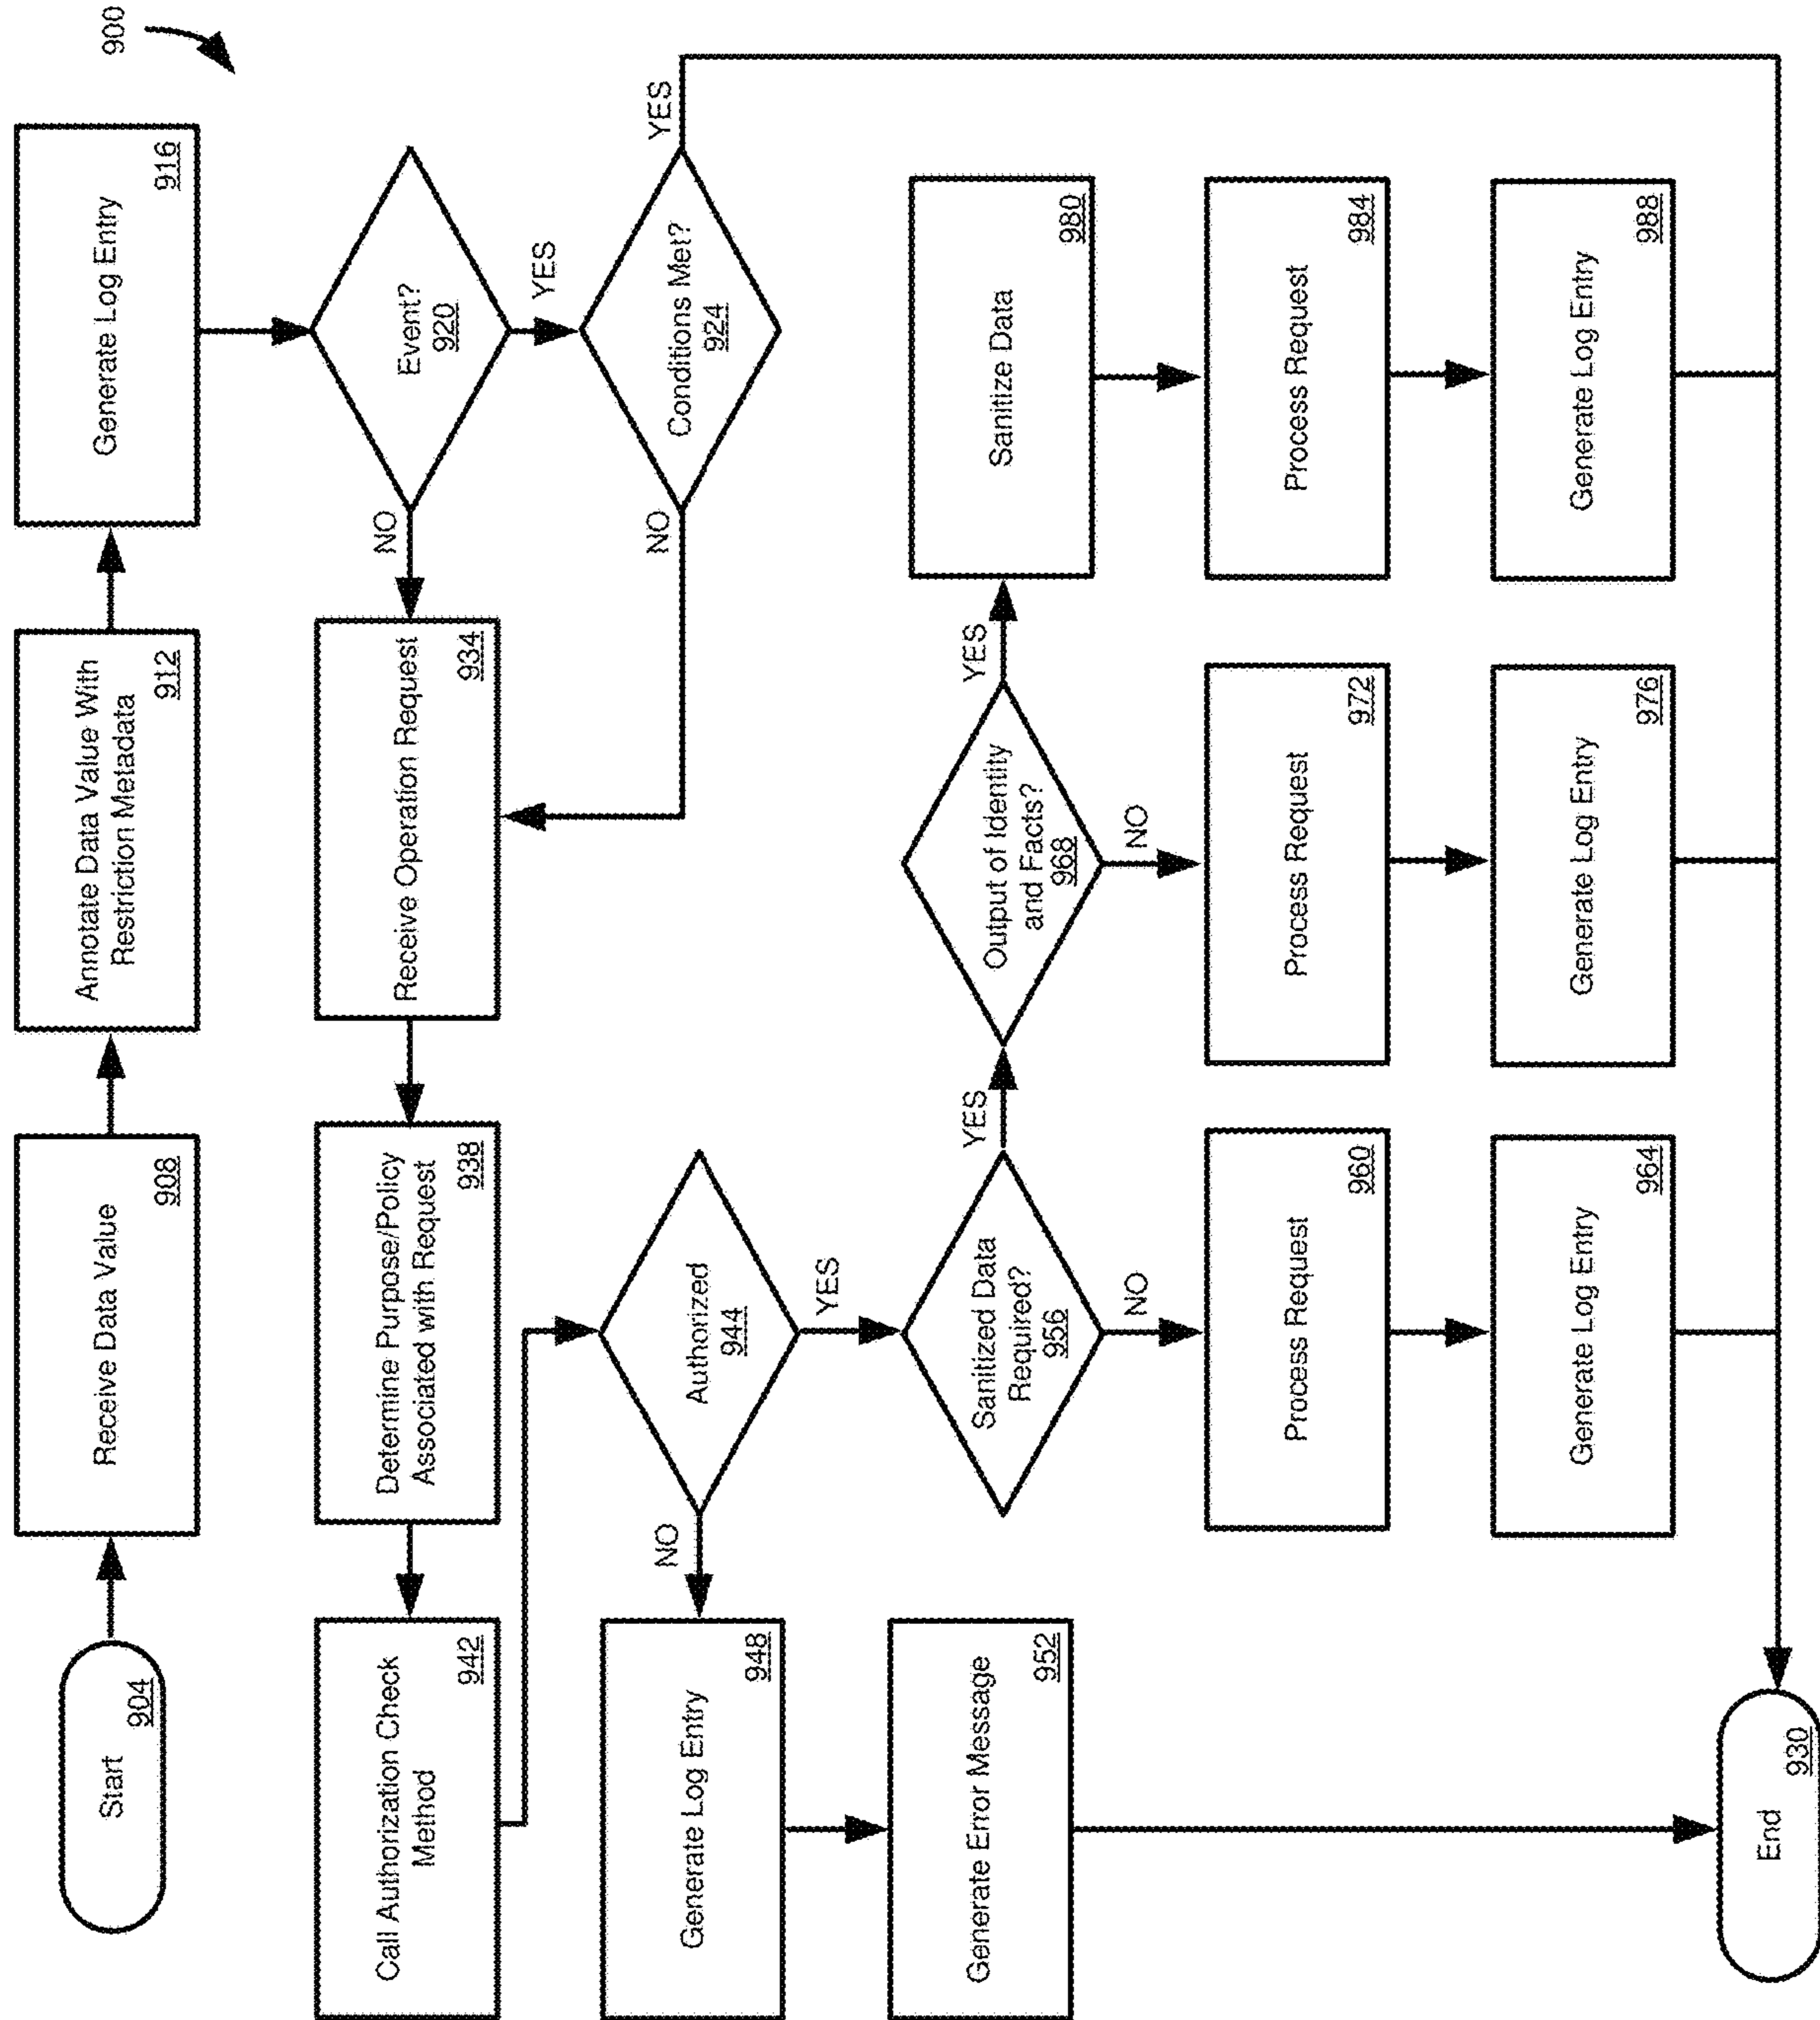 900
Start
904
Receive Data Value
908
Annotate Data Value With
Restriction Metadata
912
Generate Log Entry
916
Call Authorization Check
Method
942
Determine Purpose/Policy
Associated with Request
938
Receive Operation Request
934
NO
Event?
920
YES
Generate Log Entry
948
NO
Authorized
944
YES
NO
Conditions Met?
924
YES
Generate Error Message
952
Sanitized Data
Required?
956
YES
NO
Output of Identity
and Facts?
968
YES
NO
Sanitize Data
980
Process Request
960
Process Request
972
Process Request
984
Generate Log Entry
964
Generate Log Entry
976
Generate Log Entry
988
End
930